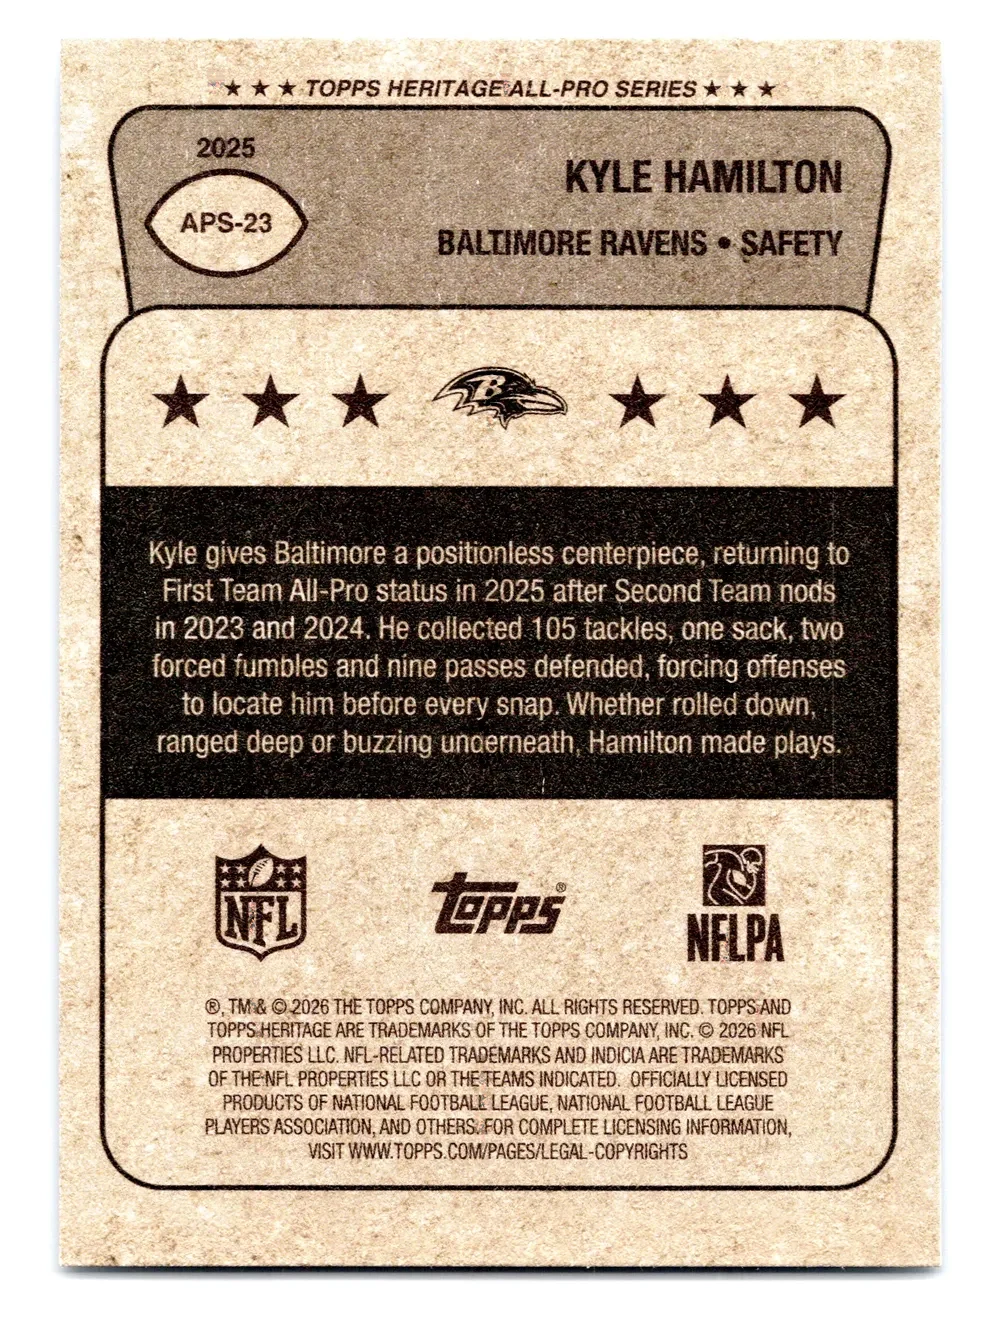 ★ ★ ★ TOPPS HERITAGE ALL-PRO SERIES ★ ★ ★
2025
APS-23
KYLE HAMILTON
BALTIMORE RAVENS • SAFETY
B
Kyle gives Baltimore a positionless centerpiece, returning to
First Team All-Pro status in 2025 after Second Team nods
in 2023 and 2024. He collected 105 tackles, one sack, two
forced fumbles and nine passes defended, forcing offenses
to locate him before every snap. Whether rolled down,
ranged deep or buzzing underneath, Hamilton made plays.
NFL
topps®
NFLPA
®, TM & © 2026 THE TOPPS COMPANY, INC. ALL RIGHTS RESERVED. TOPPS AND
TOPPS HERITAGE ARE TRADEMARKS OF THE TOPPS COMPANY, INC. © 2026 NFL
PROPERTIES LLC. NFL-RELATED TRADEMARKS AND INDICIA ARE TRADEMARKS
OF THE NFL PROPERTIES LLC OR THE TEAMS INDICATED. OFFICIALLY LICENSED
PRODUCTS OF NATIONAL FOOTBALL LEAGUE, NATIONAL FOOTBALL LEAGUE
PLAYERS ASSOCIATION, AND OTHERS. FOR COMPLETE LICENSING INFORMATION,
VISIT WWW.TOPPS.COM/PAGES/LEGAL-COPYRIGHTS